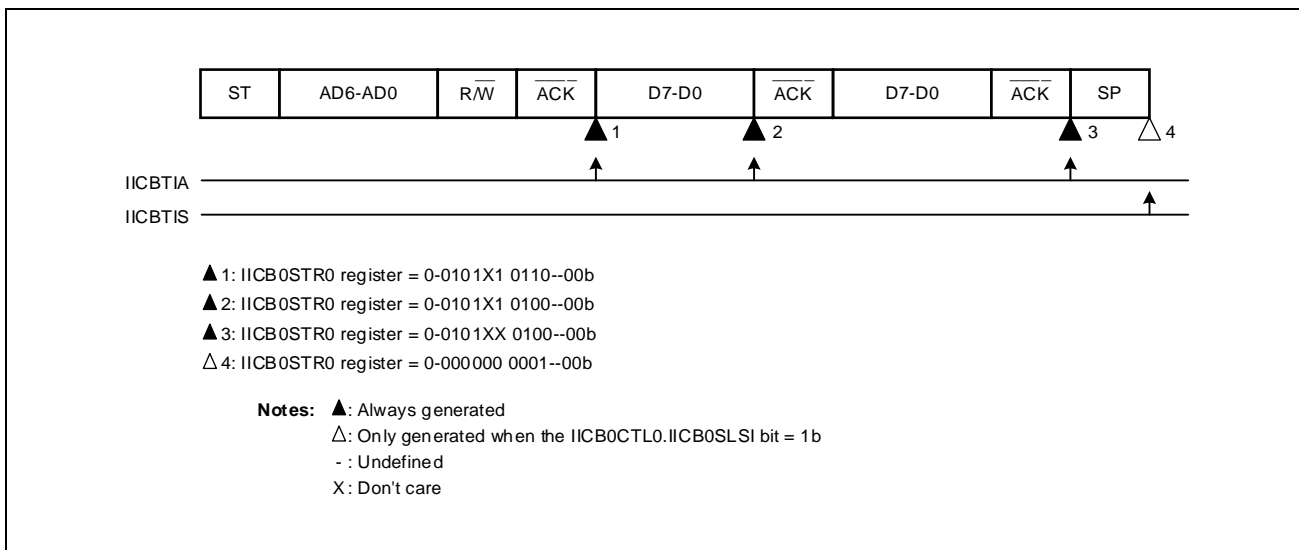 ST AD6-AD0 R/W ACK D7-D0 ACK D7-D0 ACK SP
▲1 ▲2 ▲3 △4
IICBTIA
IICBTIS
▲1: IICB0STR0 register = 0-0101X1 0110--00b
▲2: IICB0STR0 register = 0-0101X1 0100--00b
▲3: IICB0STR0 register = 0-0101XX 0100--00b
△4: IICB0STR0 register = 0-000000 0001--00b
Notes: ▲: Always generated
△: Only generated when the IICB0CTL0.IICB0SLSI bit = 1b
- : Undefined
X: Don't care